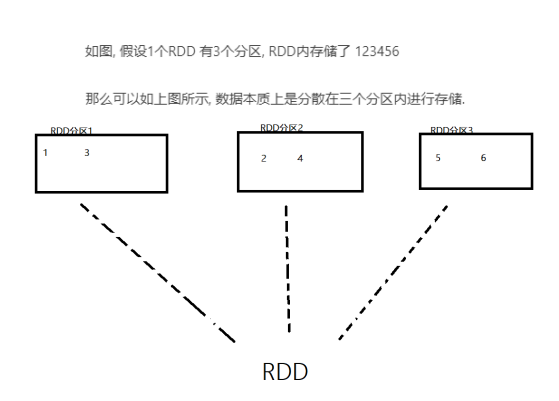 如图, 假设1个RDD 有3个分区, RDD内存储了 123456
那么可以如上图所示, 数据本质上是分散在三个分区内进行存储.
RDD分区1
RDD分区2
RDD分区3
1 3
2 4
5 6
RDD